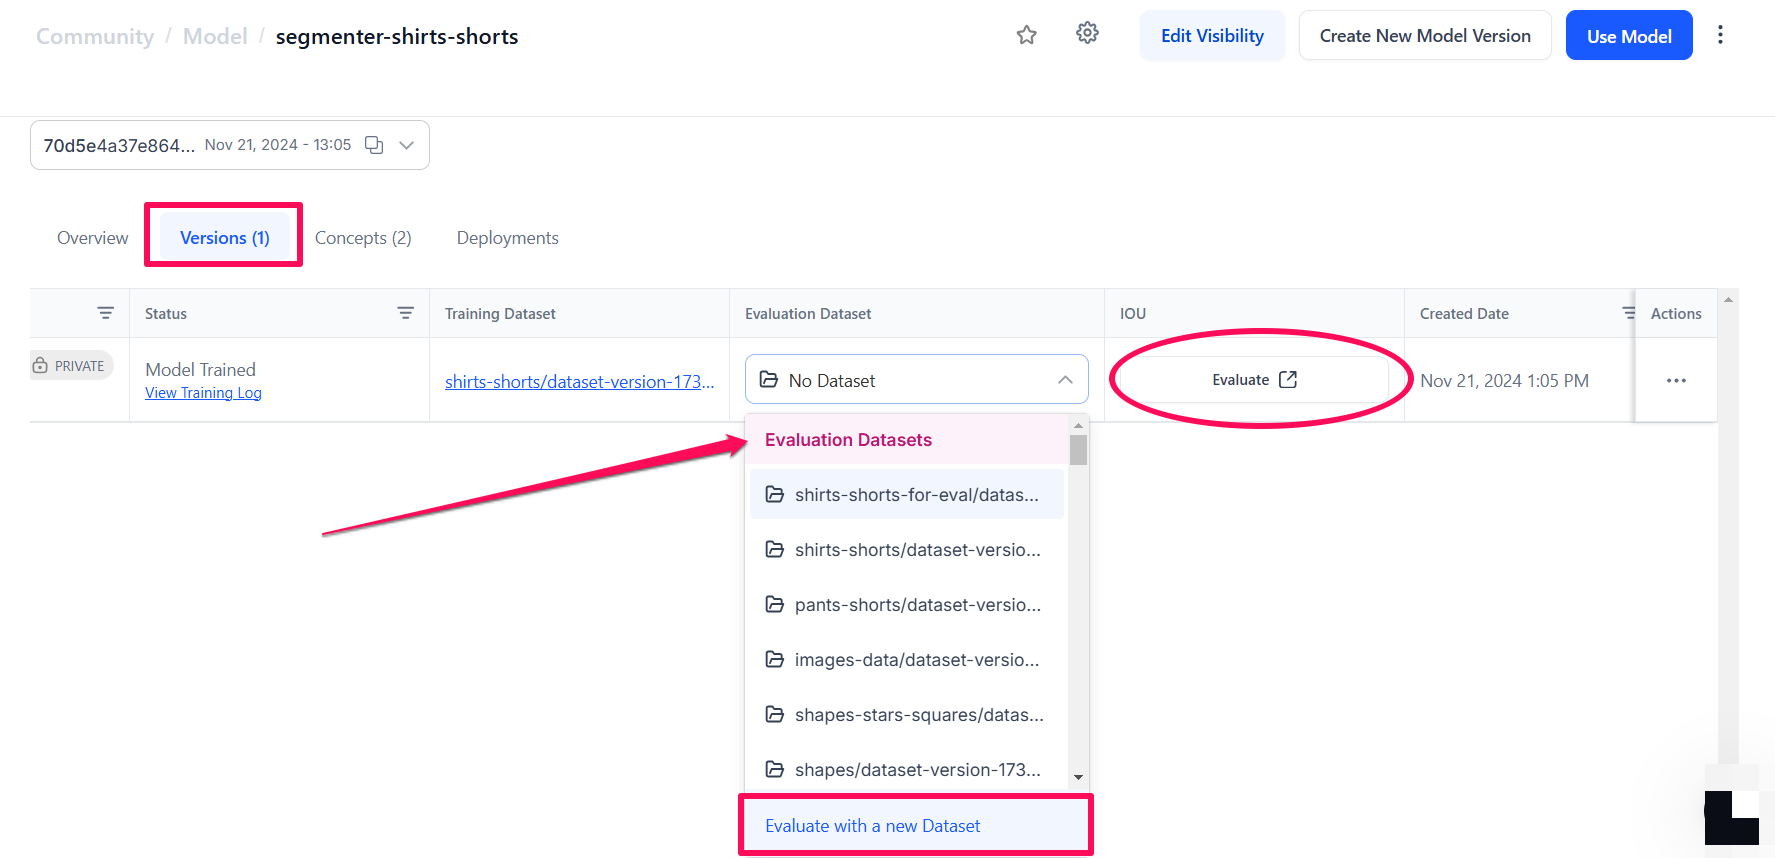 Community / Model / segmenter-shirts-shorts
Edit Visibility
Create New Model Version
Use Model
70d5e4a37e864... Nov 21, 2024 - 13:05
Overview
Versions (1)
Concepts (2)
Deployments
Status
Training Dataset
Evaluation Dataset
IOU
Created Date
Actions
PRIVATE
Model Trained
View Training Log
shirts-shorts/dataset-version-173...
No Dataset
Evaluate
Nov 21, 2024 1:05 PM
Evaluation Datasets
shirts-shorts-for-eval/datas...
shirts-shorts/dataset-versio...
pants-shorts/dataset-versio...
images-data/dataset-versio...
shapes-stars-squares/datas...
shapes/dataset-version-173...
Evaluate with a new Dataset